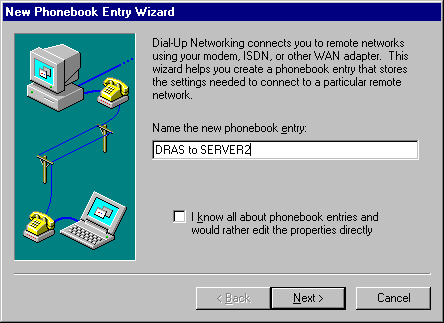 New Phonebook Entry Wizard
Dial-Up Networking connects you to remote networks
using your modem, ISDN, or other WAN adapter.  This
wizard helps you create a phonebook entry that stores
the settings needed to connect to a particular remote
network.
Name the new phonebook entry:
DRAS to SERVER2
I know all about phonebook entries and
would rather edit the properties directly
< Back
Next >
Cancel